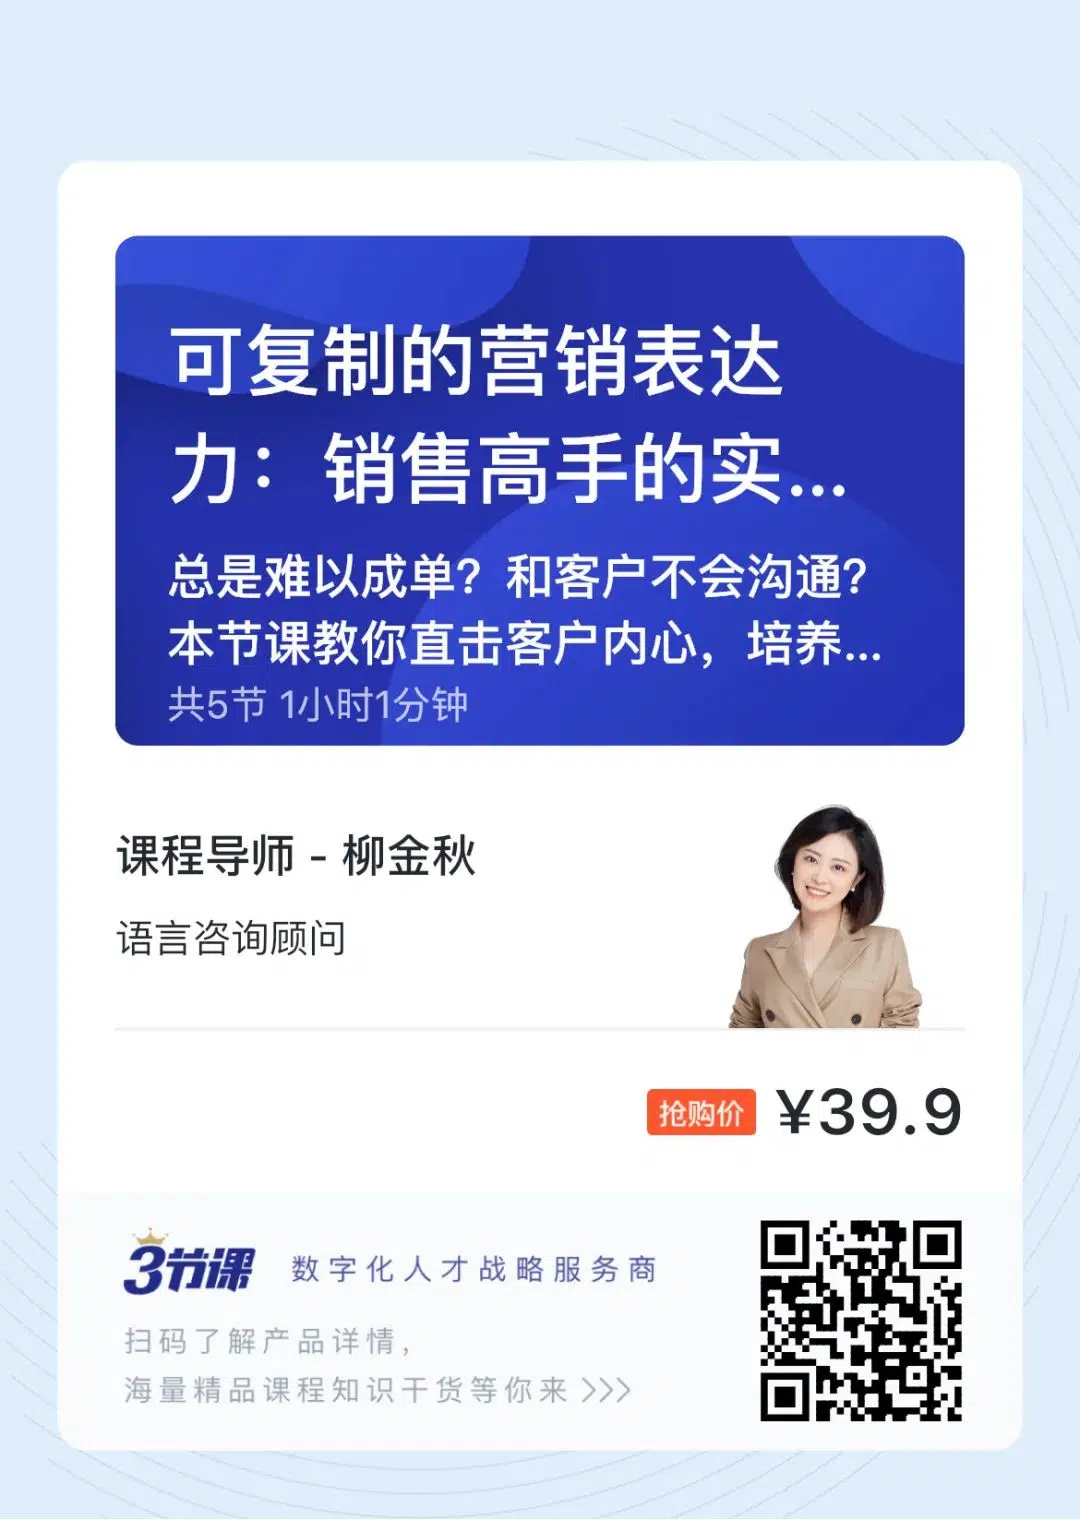 可复制的营销表达
力：销售高手的实...
总是难以成单？和客户不会沟通？
本节课教你直击客户内心，培养...
共5节 1小时1分钟
课程导师 - 柳金秋
语言咨询顾问
抢购价 ¥39.9
3节课 数字化人才战略服务商
扫码了解产品详情，
海量精品课程知识干货等你来 >>>